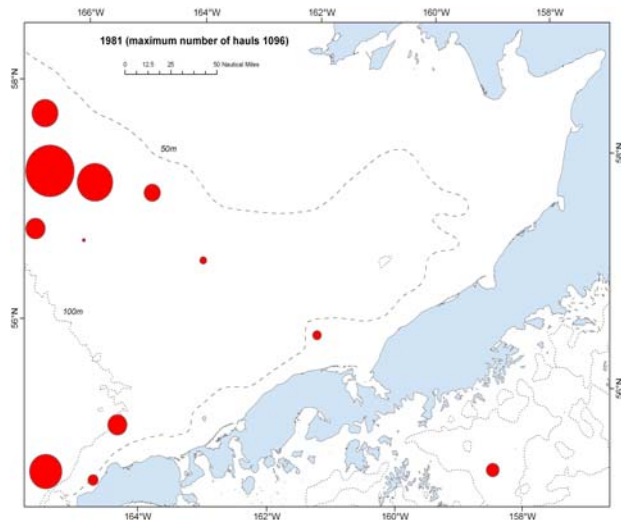 166°W 164°W 162°W 160°W 158°W
1981 (maximum number of hauls 1096)
0 12.5 25 50 Nautical Miles
58°N
50m
58°N
100m
56°N
56°N
164°W 162°W 160°W 158°W